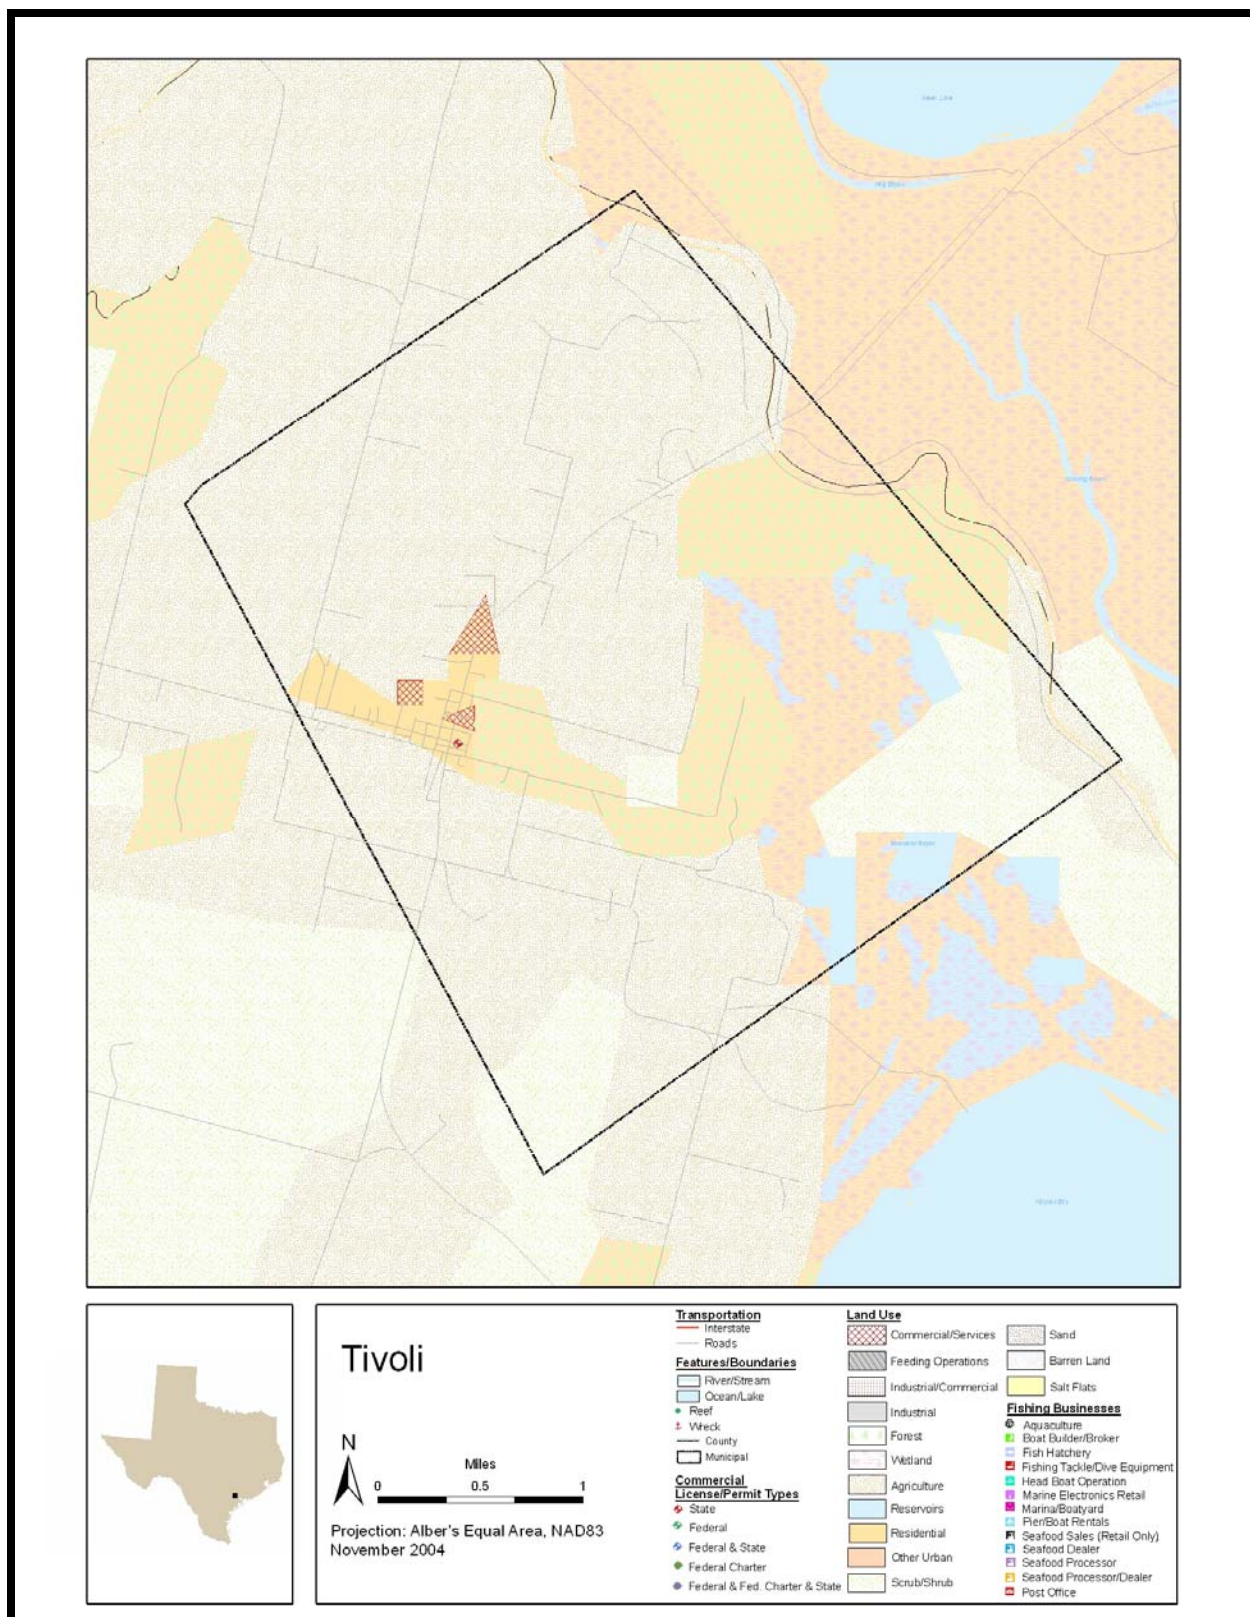 Tivoli
N
Miles
0 0.5 1
Projection: Alber's Equal Area, NAD83
November 2004
Transportation
Interstate
Roads
Features/Boundaries
River/Stream
Ocean/Lake
Reef
Wreck
County
Municipal
Commercial
License/Permit Types
State
Federal
Federal & State
Federal Charter
Federal & Fed. Charter & State
Land Use
Commercial/Services
Feeding Operations
Industrial/Commercial
Industrial
Forest
Wetland
Agriculture
Reservoirs
Residential
Other Urban
Scrub/Shrub
Sand
Barren Land
Salt Flats
Fishing Businesses
Aquaculture
Boat Builder/Broker
Fish Hatchery
Fishing Tackle/Dive Equipment
Head Boat Operation
Marine Electronics Retail
Marina/Boatyard
Pier/Boat Rentals
Seafood Sales (Retail Only)
Seafood Dealer
Seafood Processor
Seafood Processor/Dealer
Post Office